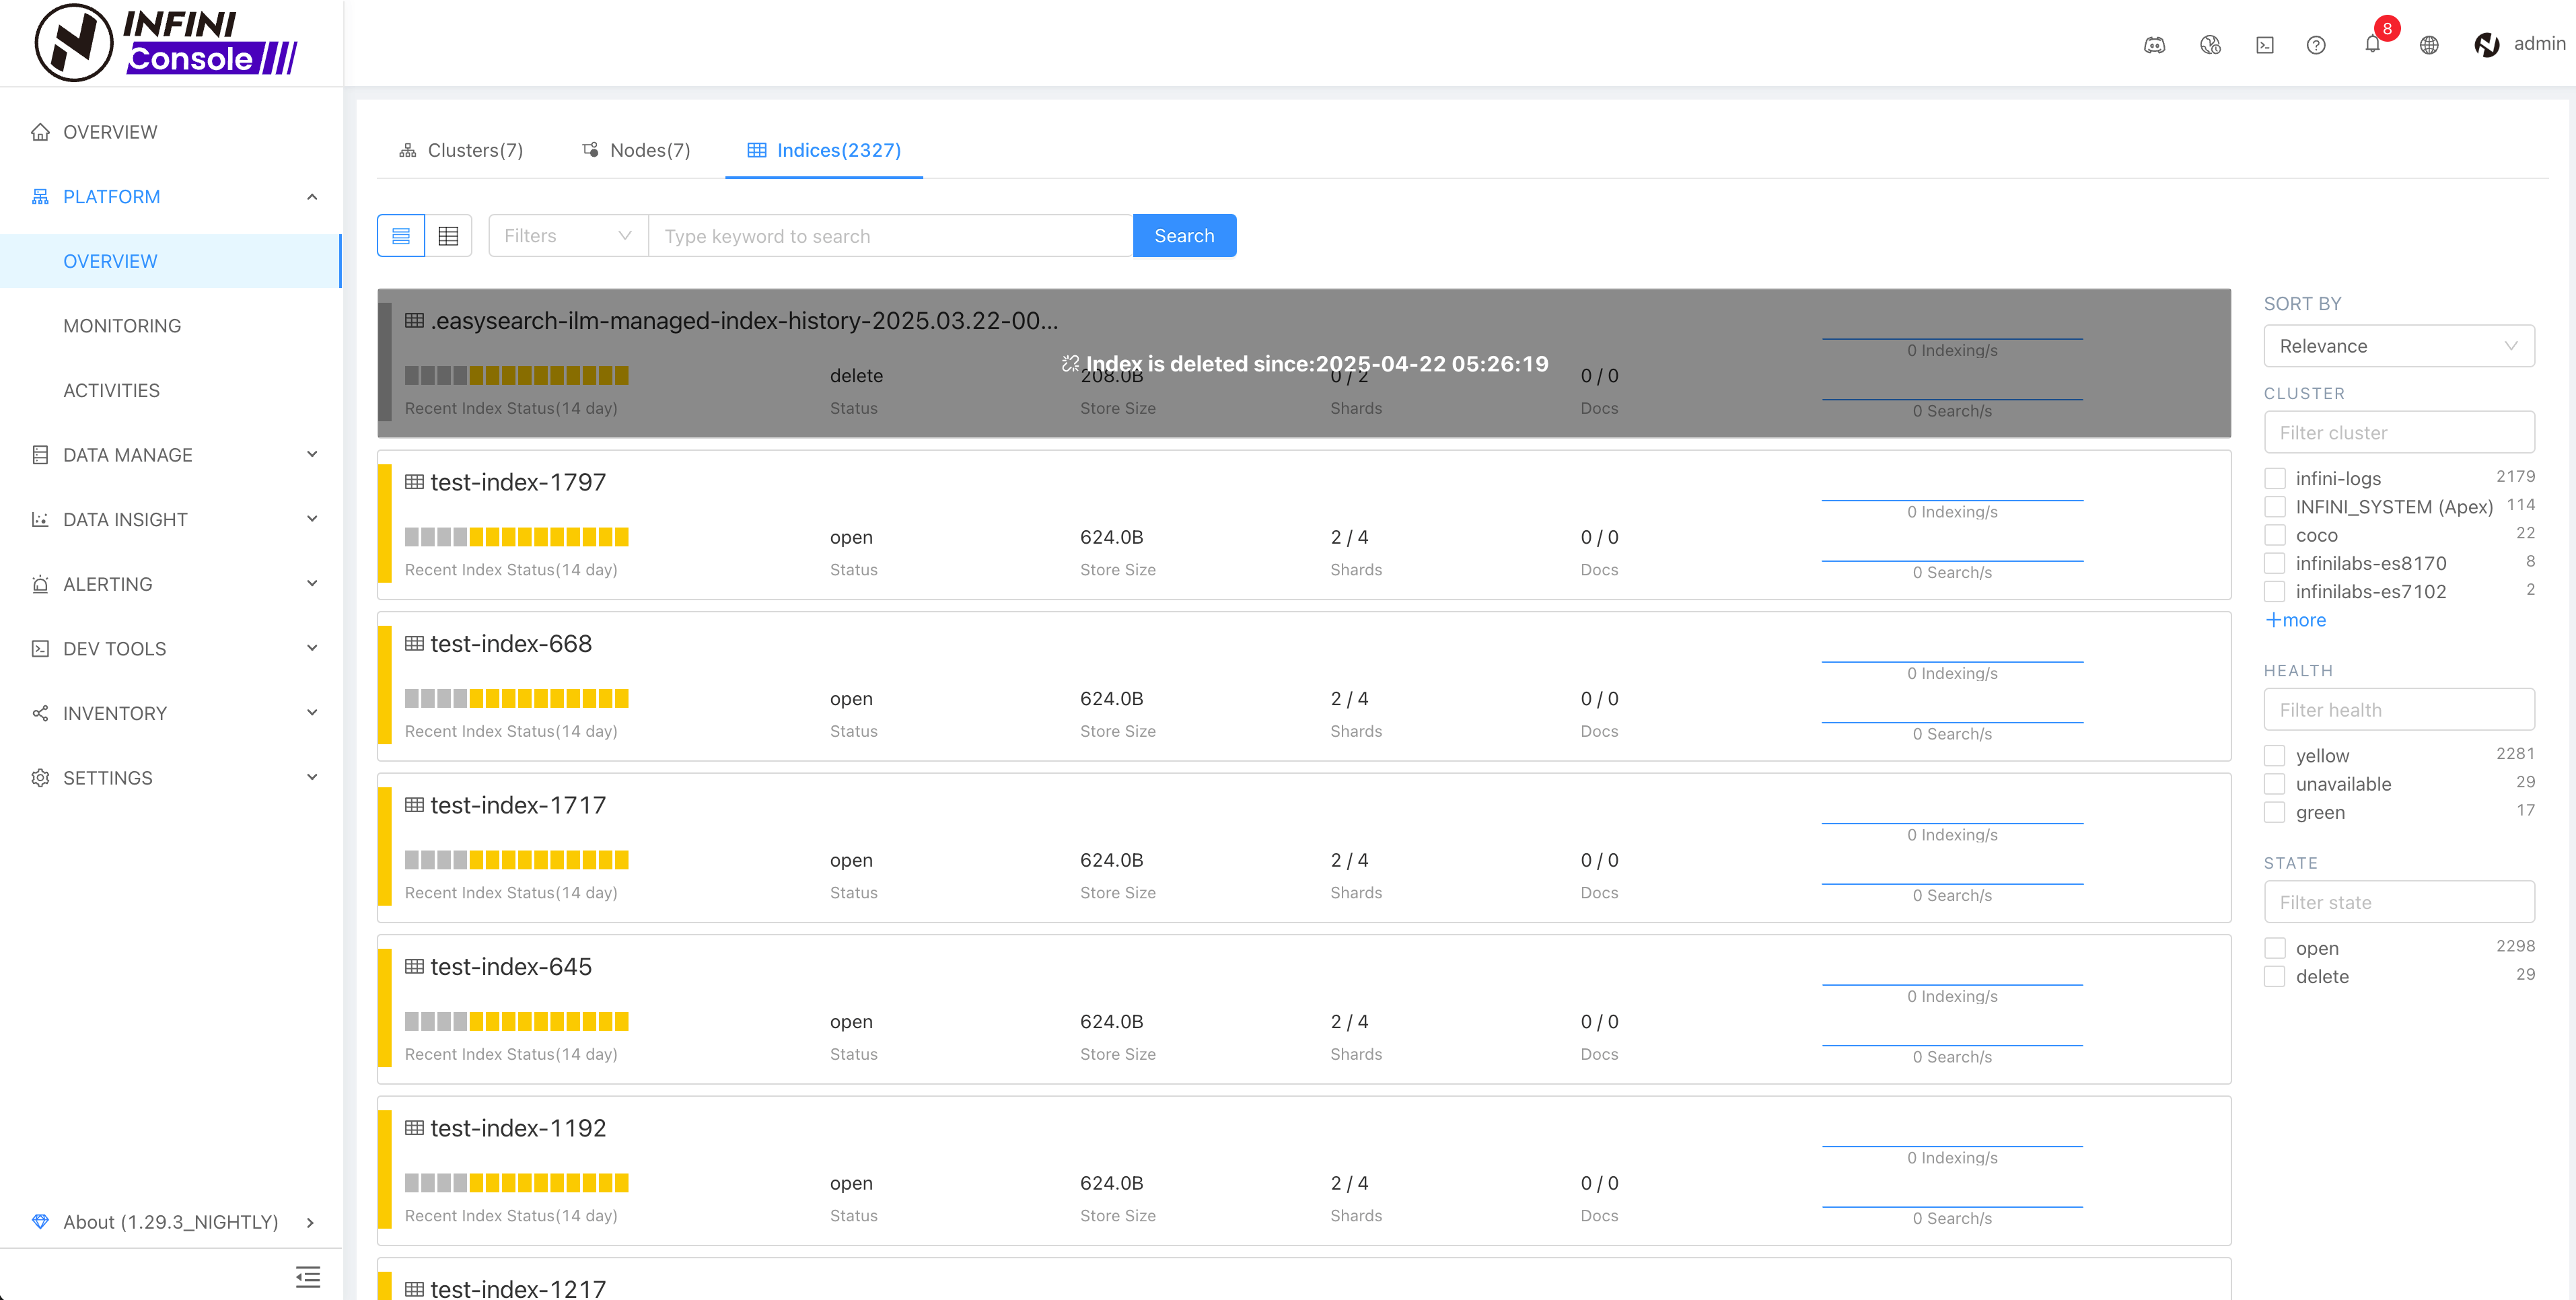 INFINI
Console
8
admin
OVERVIEW
PLATFORM
OVERVIEW
MONITORING
ACTIVITIES
DATA MANAGE
DATA INSIGHT
ALERTING
DEV TOOLS
INVENTORY
SETTINGS
About (1.29.3_NIGHTLY)
Clusters(7) Nodes(7) Indices(2327)
Filters Type keyword to search Search
.easysearch-ilm-managed-index-history-2025.03.22-00...
Index is deleted since:2025-04-22 05:26:19
0 Indexing/s
delete 208.0B 0 / 2 0 / 0
Recent Index Status(14 day) Status Store Size Shards Docs 0 Search/s
test-index-1797
0 Indexing/s
open 624.0B 2 / 4 0 / 0
Recent Index Status(14 day) Status Store Size Shards Docs 0 Search/s
test-index-668
0 Indexing/s
open 624.0B 2 / 4 0 / 0
Recent Index Status(14 day) Status Store Size Shards Docs 0 Search/s
test-index-1717
0 Indexing/s
open 624.0B 2 / 4 0 / 0
Recent Index Status(14 day) Status Store Size Shards Docs 0 Search/s
test-index-645
0 Indexing/s
open 624.0B 2 / 4 0 / 0
Recent Index Status(14 day) Status Store Size Shards Docs 0 Search/s
test-index-1192
0 Indexing/s
open 624.0B 2 / 4 0 / 0
Recent Index Status(14 day) Status Store Size Shards Docs 0 Search/s
test-index-1217
SORT BY
Relevance
CLUSTER
Filter cluster
infini-logs 2179
INFINI_SYSTEM (Apex) 114
coco 22
infinilabs-es8170 8
infinilabs-es7102 2
+more
HEALTH
Filter health
yellow 2281
unavailable 29
green 17
STATE
Filter state
open 2298
delete 29